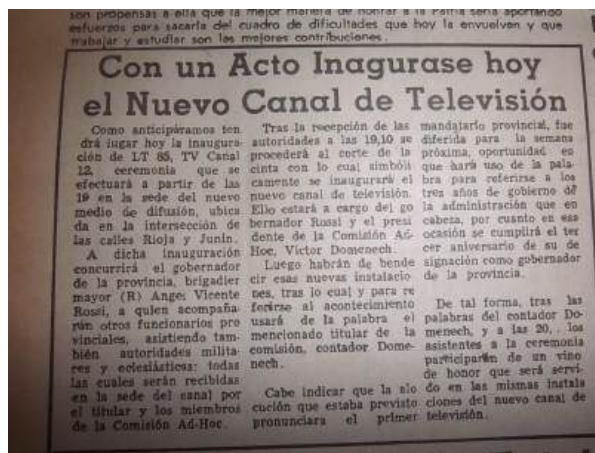 son propensas a ella que la mejor manera de honrar a la Patria sería aportando
esfuerzos para sacarla del cuadro de dificultades que hoy la envuelven y que
trabajar y estudiar son las mejores contribuciones.
Con un Acto Inagurase hoy
el Nuevo Canal de Televisión
Como anticipáramos ten
drá lugar hoy la inaugura-
ción de LT 85, TV Canal
12, ceremonia que se
efectuará a partir de las
19 en la sede del nuevo
medio de difusión, ubica
da en la intersección de
las calles Rioja y Junín.
A dicha inauguración
concurrirá el gobernador
de la provincia, brigadier
mayor (R) Angel Vicente
Rossi, a quien acompaña-
rán otros funcionarios pro
vinciales, asistiendo tam-
bién autoridades milita-
res y eclesiásticas: todas
las cuales serán recibidas
en la sede del canal por
el titular y los miembros
de la Comisión Ad-Hoc.
Tras la recepción de las
autoridades a las 19,10 se
procederá al corte de la
cinta con lo cual simbóli
camente se inaugurará el
nuevo canal de televisión.
Ello estará a cargo del go
bernador Rossi y el presi
dente de la Comisión Ad-
Hoc, Víctor Domenech.
Luego habrán de bende
cir esas nuevas instalacio
nes, tras lo cual y para re
ferirse al acontecimiento
usará de la palabra el
mencionado titular de la
comisión, contador Dome-
nech.
Cabe indicar que la alo
cución que estaba previsto
pronunciara el primer
mandatario provincial, fue
diferida para la semana
próxima, oportunidad en
que hará uso de la pala-
bra para referirse a los
tres años de gobierno de
la administración que en
cabeza, por cuanto en esa
ocasión se cumplirá el ter
cer aniversario de su de
signación como gobernador
de la provincia.
De tal forma, tras las
palabras del contador Do-
menech, y a las 20, los
asistentes a la ceremonia
participarán de un vino
de honor que será servi-
do en las mismas instala
ciones del nuevo canal de
televisión.